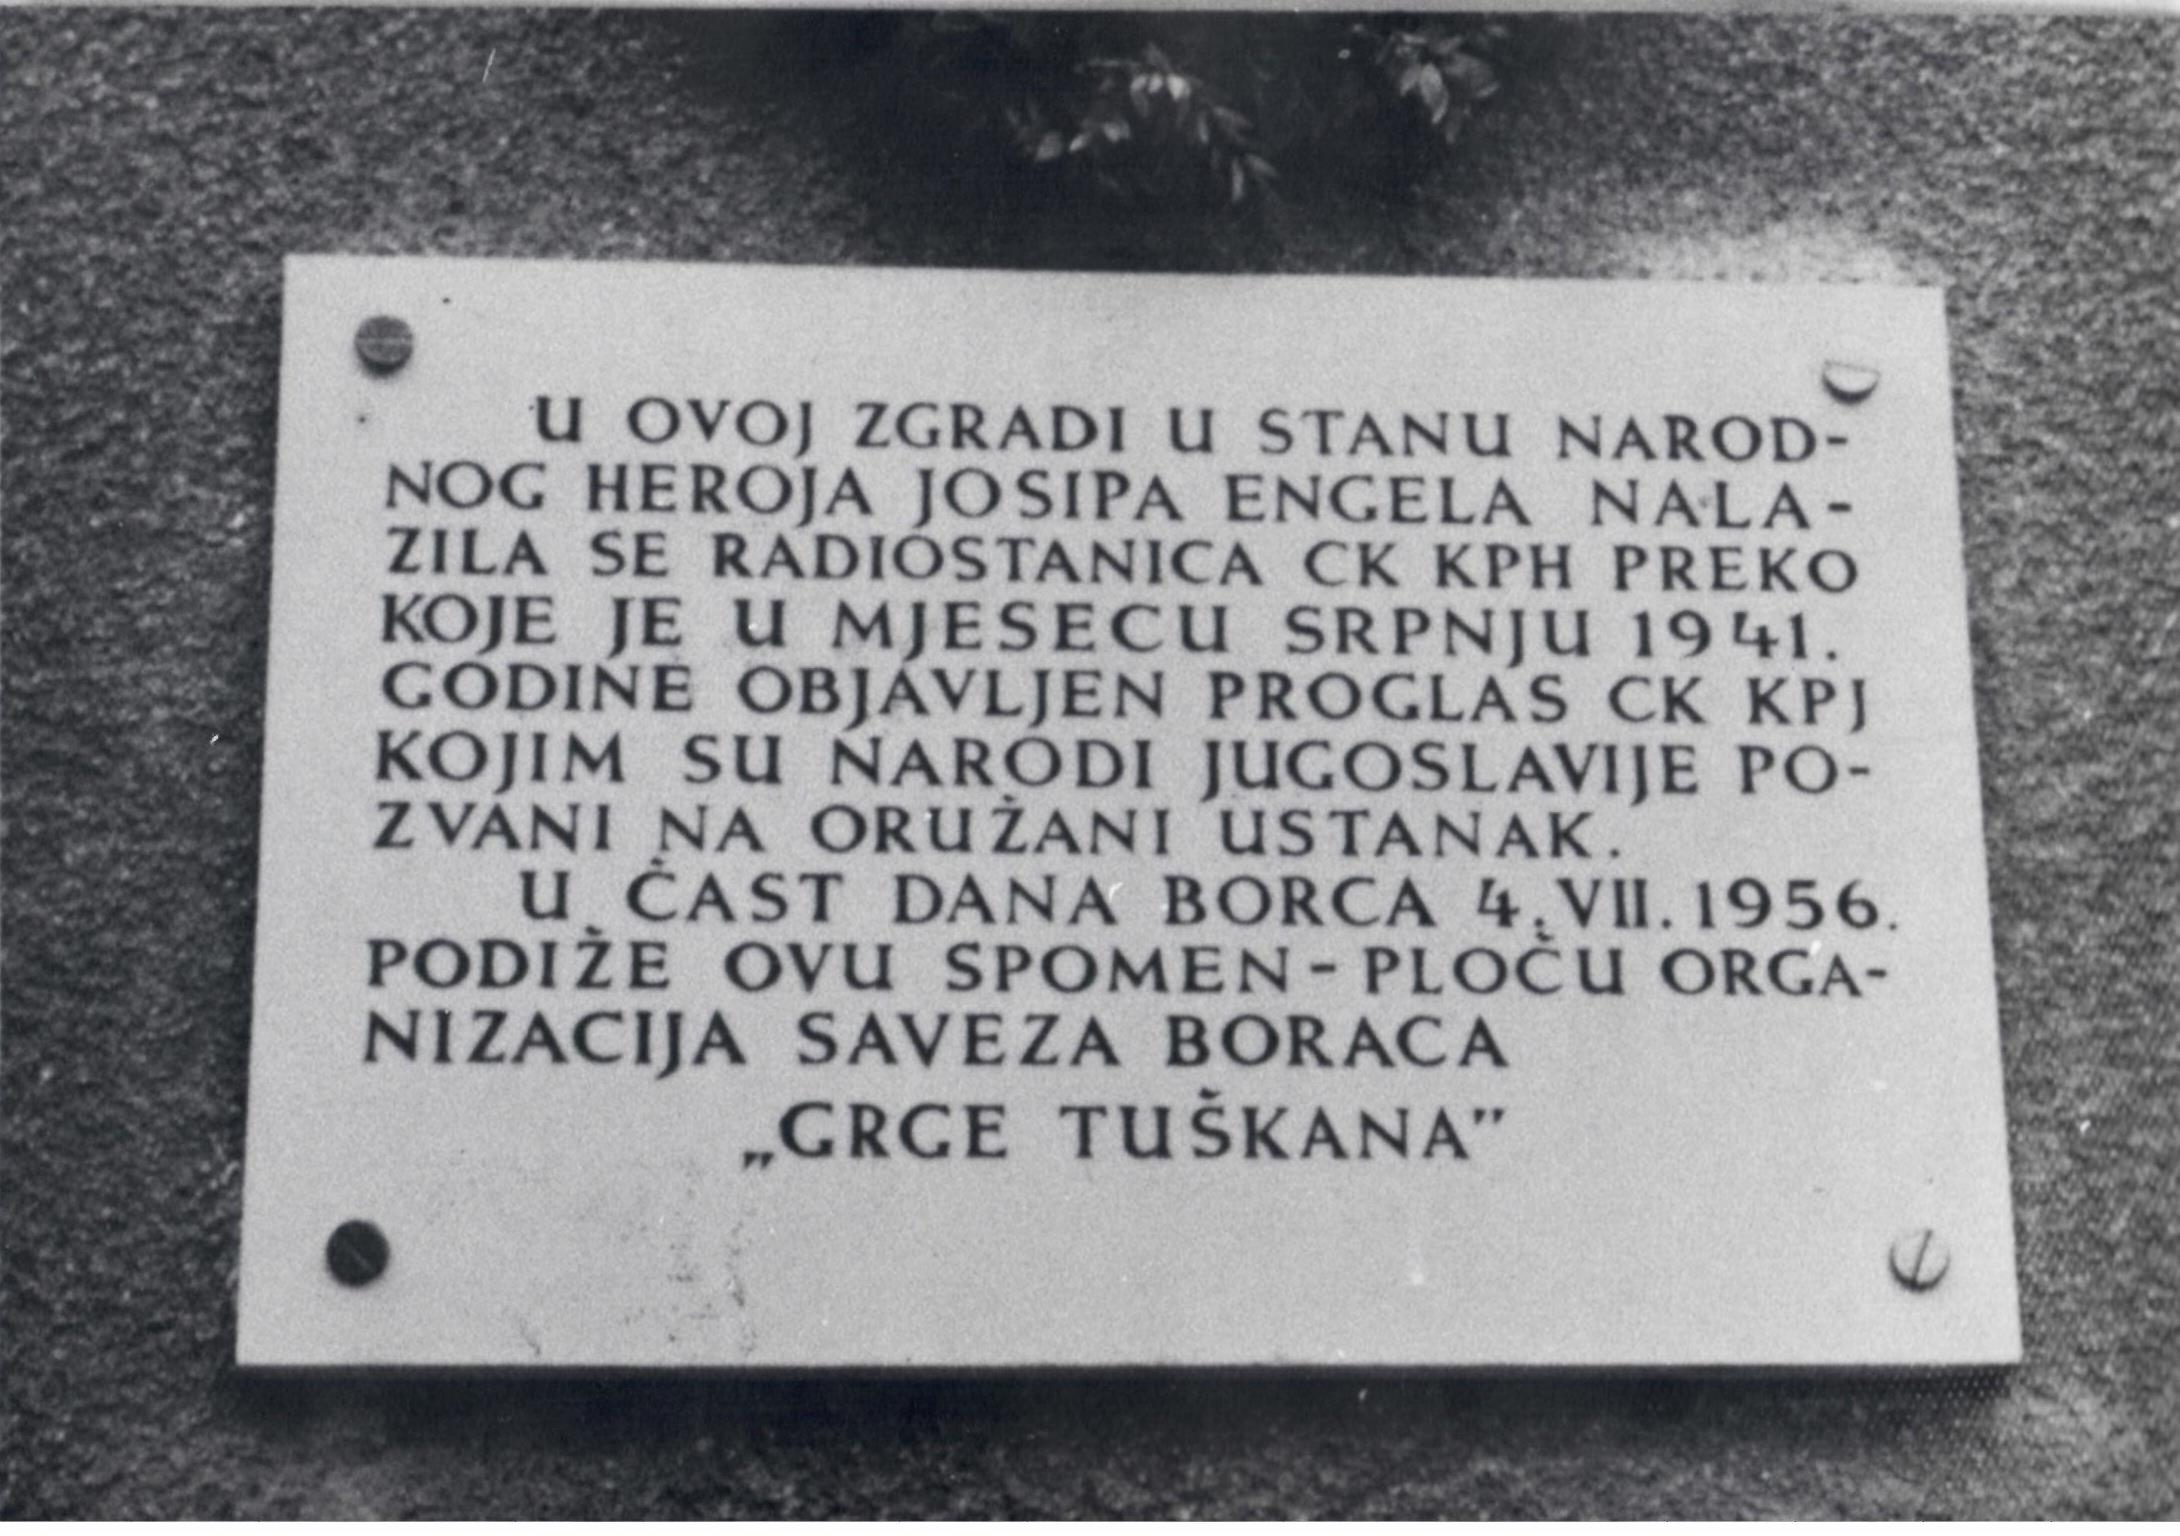 U OVOJ ZGRADI U STANU NAROD-
NOG HEROJA JOSIPA ENGELA NALA-
ZILA SE RADIOSTANICA CK KPH PREKO
KOJE JE U MJESECU SRPNJU 1941.
GODINE OBJAVLJEN PROGLAS CK KPJ
KOJIM SU NARODI JUGOSLAVIJE PO-
ZVANI NA ORUŽANI USTANAK.
U ČAST DANA BORCA 4. VII. 1956.
PODIŽE OVU SPOMEN-PLOČU ORGA-
NIZACIJA SAVEZA BORACA
„GRGE TUŠKANA”